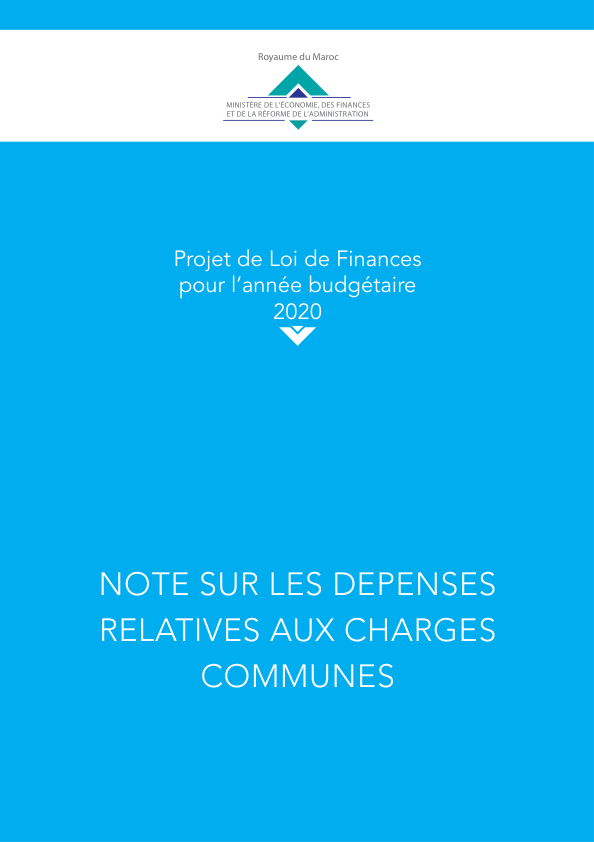 Royaume du Maroc
MINISTÈRE DE L'ÉCONOMIE, DES FINANCES
ET DE LA RÉFORME DE L'ADMINISTRATION
Projet de Loi de Finances
pour l'année budgétaire
2020
NOTE SUR LES DEPENSES
RELATIVES AUX CHARGES
COMMUNES